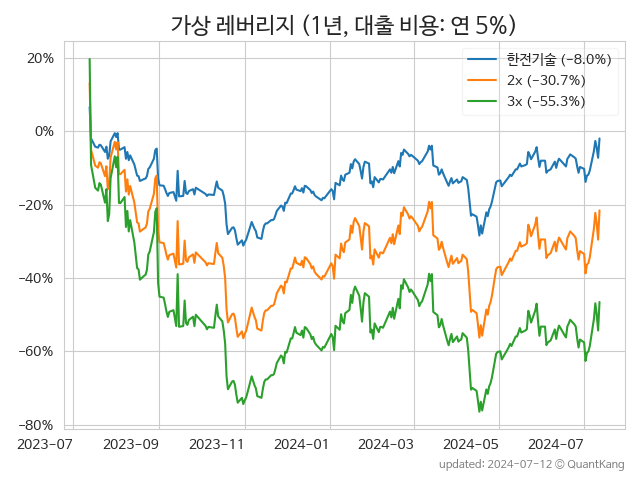 가상 레버리지 (1년, 대출 비용: 연 5%)
한전기술 (−8.0%)
2x (−30.7%)
3x (−55.3%)
20%
0%
−20%
−40%
−60%
−80%
2023-07 2023-09 2023-11 2024-01 2024-03 2024-05 2024-07
updated: 2024-07-12 © QuantKang